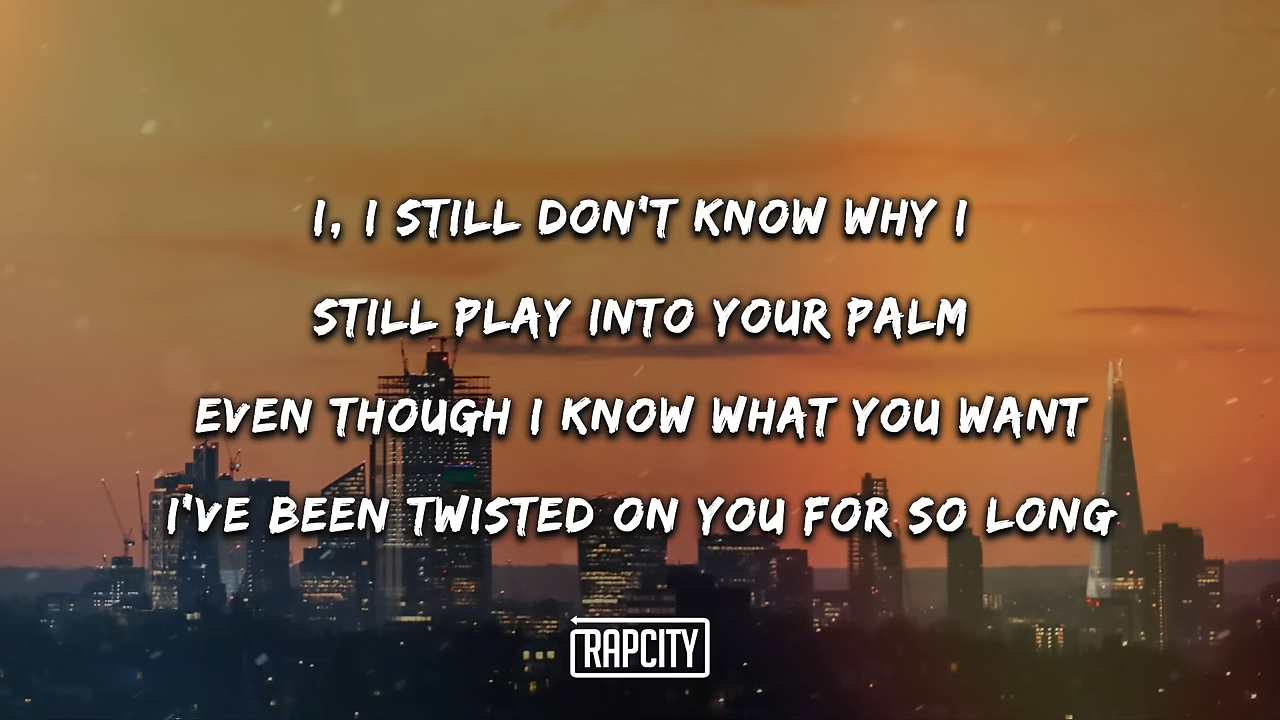 I, I STILL DON'T KNOW WHY I
STILL PLAY INTO YOUR PALM
EVEN THOUGH I KNOW WHAT YOU WANT
I'VE BEEN TWISTED ON YOU FOR SO LONG
RAPCITY